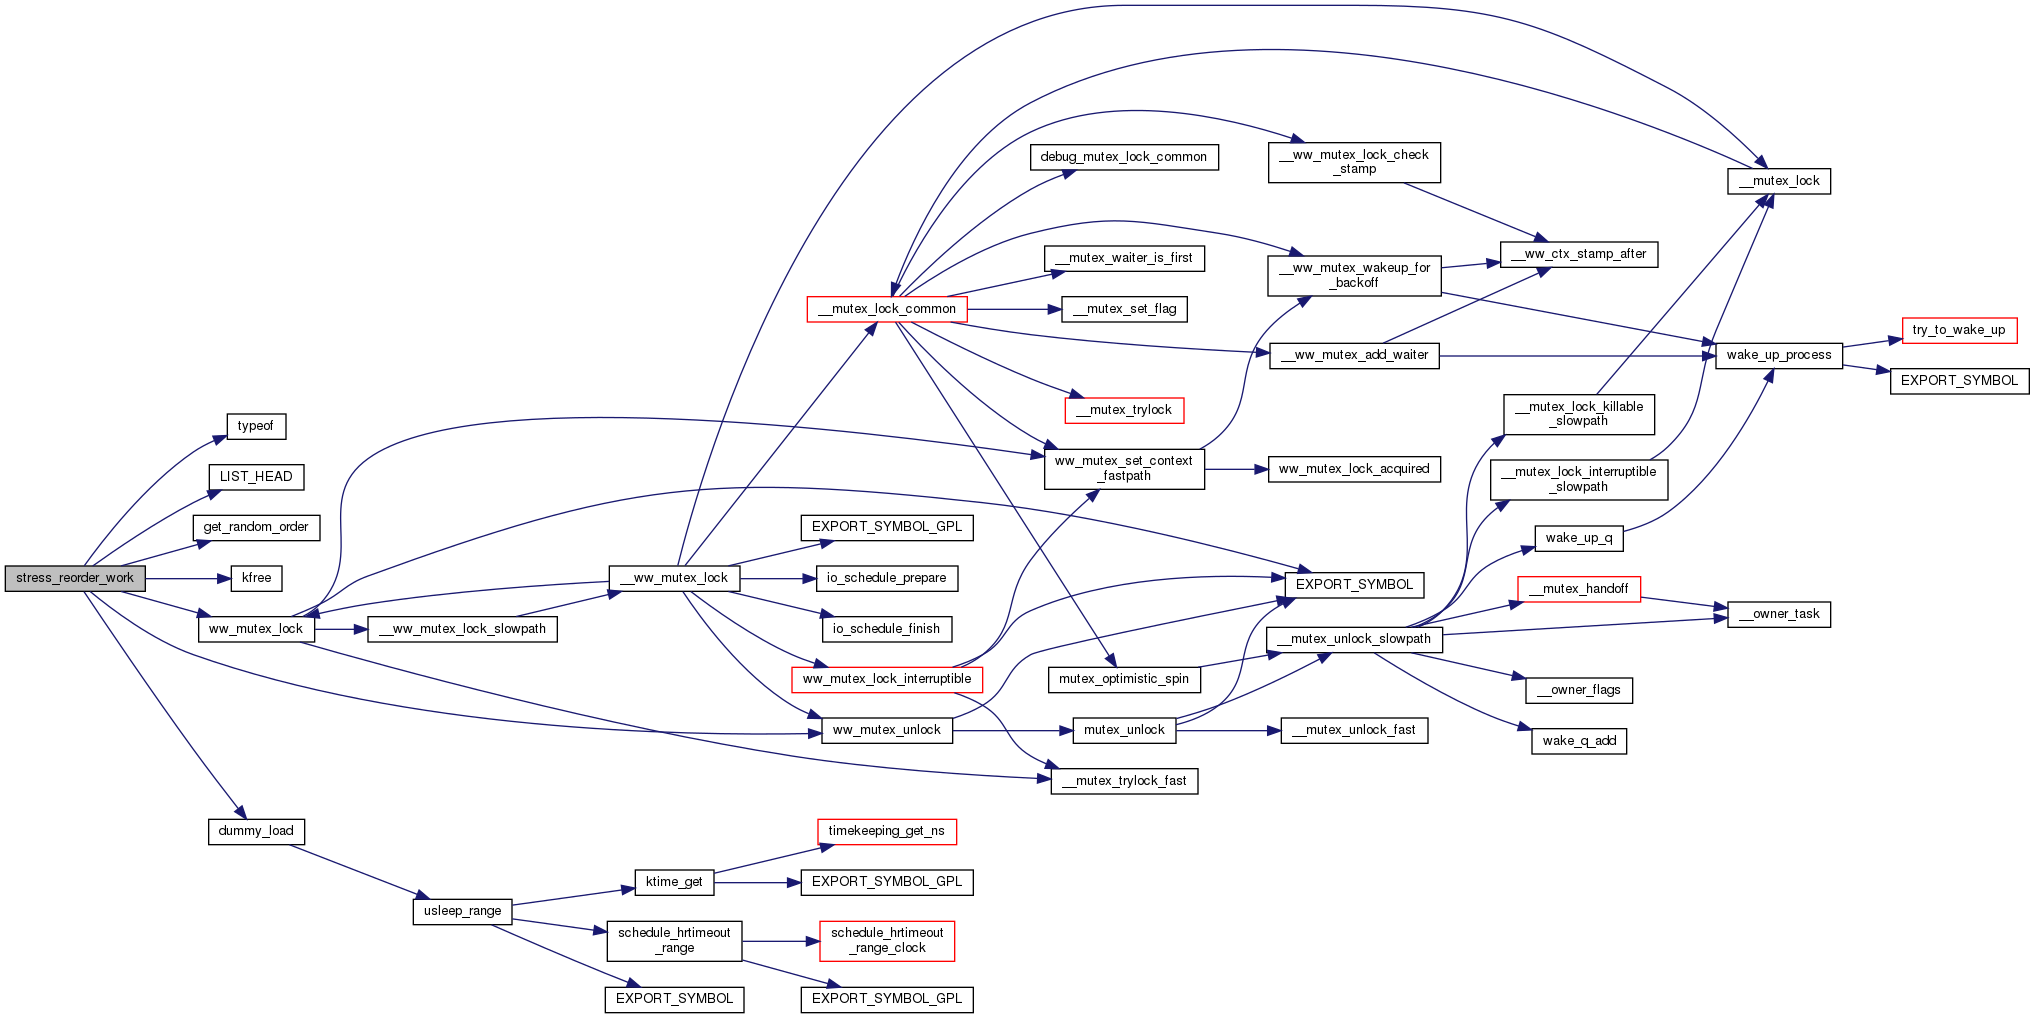 stress_reorder_work
typeof
LIST_HEAD
get_random_order
kfree
ww_mutex_lock
dummy_load
__ww_mutex_lock_slowpath
usleep_range
__ww_mutex_lock
ktime_get
schedule_hrtimeout
_range
EXPORT_SYMBOL
__mutex_lock_common
EXPORT_SYMBOL_GPL
io_schedule_prepare
io_schedule_finish
ww_mutex_lock_interruptible
ww_mutex_unlock
timekeeping_get_ns
EXPORT_SYMBOL_GPL
schedule_hrtimeout
_range_clock
EXPORT_SYMBOL_GPL
debug_mutex_lock_common
__mutex_waiter_is_first
__mutex_set_flag
__mutex_trylock
ww_mutex_set_context
_fastpath
mutex_optimistic_spin
mutex_unlock
__mutex_trylock_fast
__ww_mutex_lock_check
_stamp
__ww_mutex_wakeup_for
_backoff
__ww_mutex_add_waiter
ww_mutex_lock_acquired
EXPORT_SYMBOL
__mutex_unlock_slowpath
__mutex_unlock_fast
__ww_ctx_stamp_after
__mutex_lock_killable
_slowpath
__mutex_lock_interruptible
_slowpath
wake_up_q
__mutex_handoff
__owner_flags
wake_q_add
__mutex_lock
wake_up_process
__owner_task
try_to_wake_up
EXPORT_SYMBOL